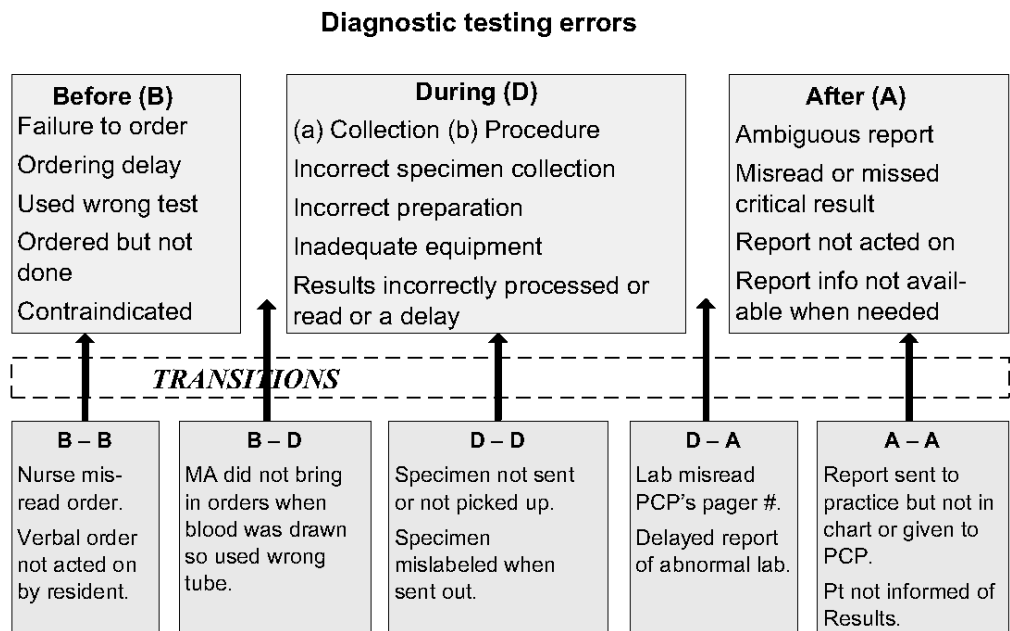 Diagnostic testing errors
Before (B)
Failure to order
Ordering delay
Used wrong test
Ordered but not
done
Contraindicated
During (D)
(a) Collection (b) Procedure
Incorrect specimen collection
Incorrect preparation
Inadequate equipment
Results incorrectly processed or
read or a delay
After (A)
Ambiguous report
Misread or missed
critical result
Report not acted on
Report info not avail-
able when needed
TRANSITIONS
B – B
Nurse mis-
read order.
Verbal order
not acted on
by resident.
B – D
MA did not bring
in orders when
blood was drawn
so used wrong
tube.
D – D
Specimen not sent
or not picked up.
Specimen
mislabeled when
sent out.
D – A
Lab misread
PCP's pager #.
Delayed report
of abnormal lab.
A – A
Report sent to
practice but not in
chart or given to
PCP.
Pt not informed of
Results.